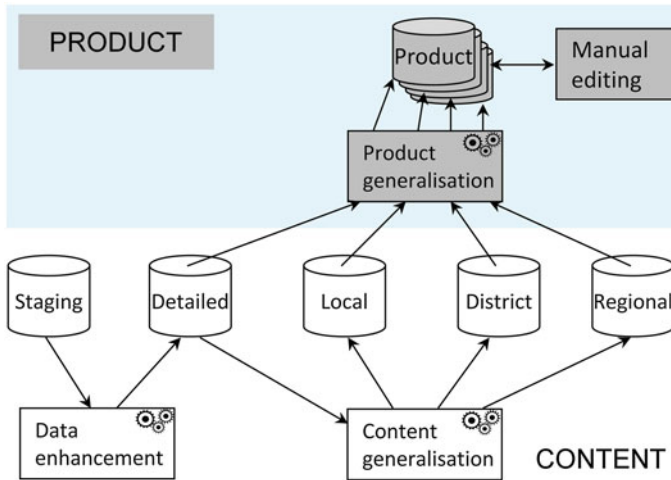 PRODUCT
Product
Manual
editing
Product
generalisation
Staging
Detailed
Local
District
Regional
Data
enhancement
Content
generalisation
CONTENT